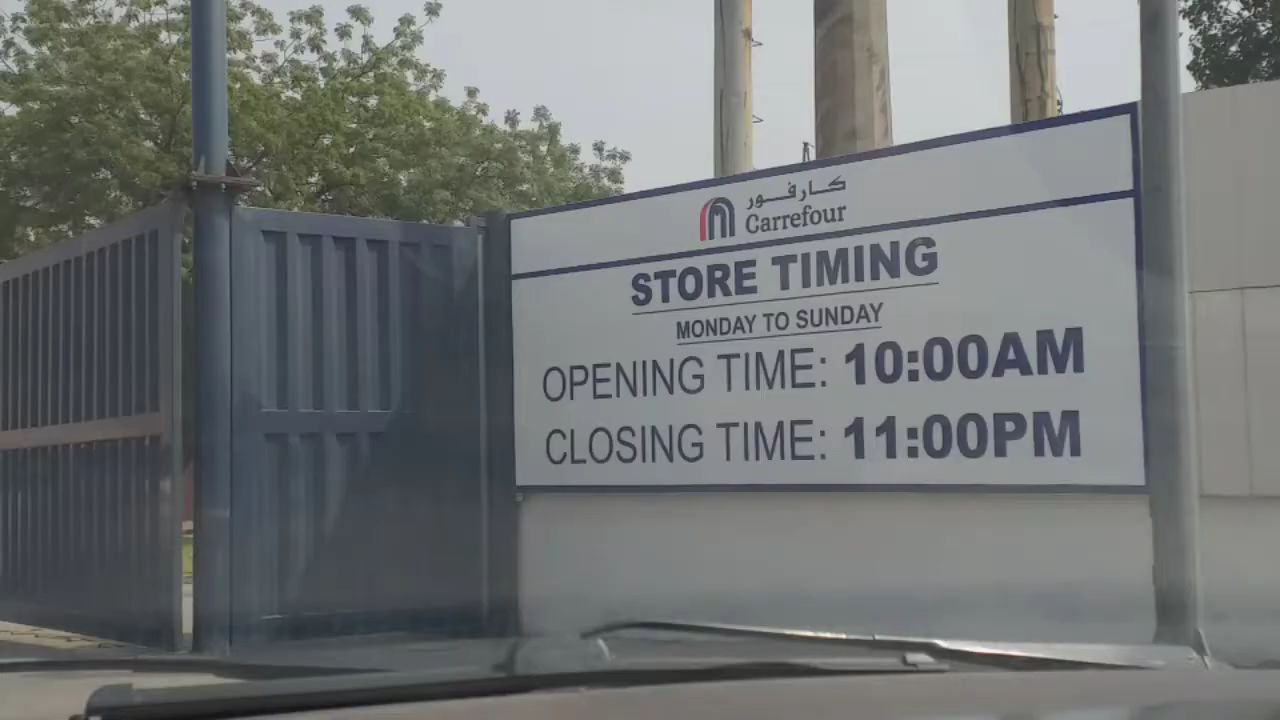 كارفور
Carrefour
STORE TIMING
MONDAY TO SUNDAY
OPENING TIME: 10:00AM
CLOSING TIME: 11:00PM